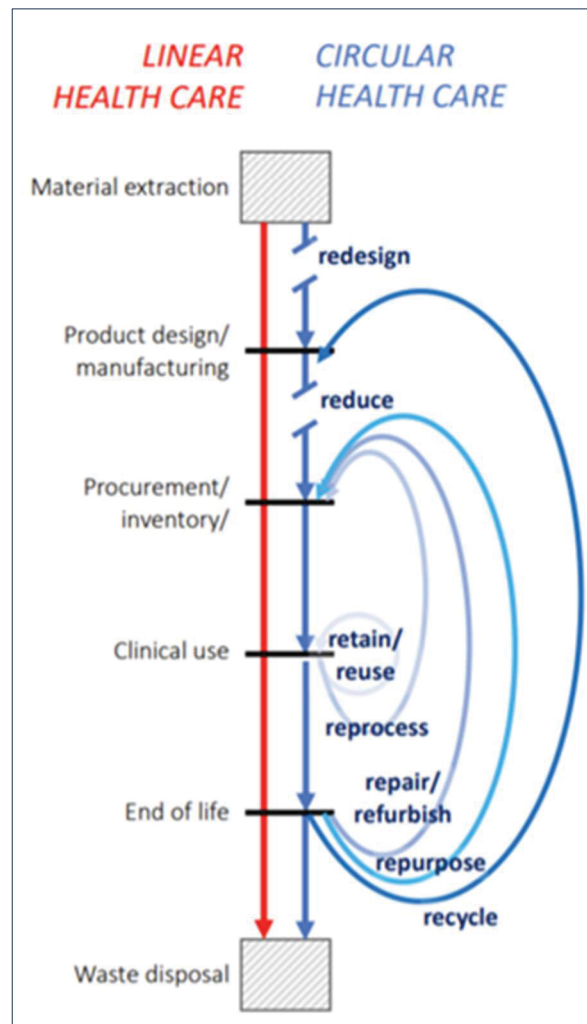 LINEAR
HEALTH CARE
CIRCULAR
HEALTH CARE
Material extraction
redesign
Product design/
manufacturing
reduce
Procurement/
inventory/
Clinical use
retain/
reuse
reprocess
repair/
refurbish
End of life
repurpose
recycle
Waste disposal